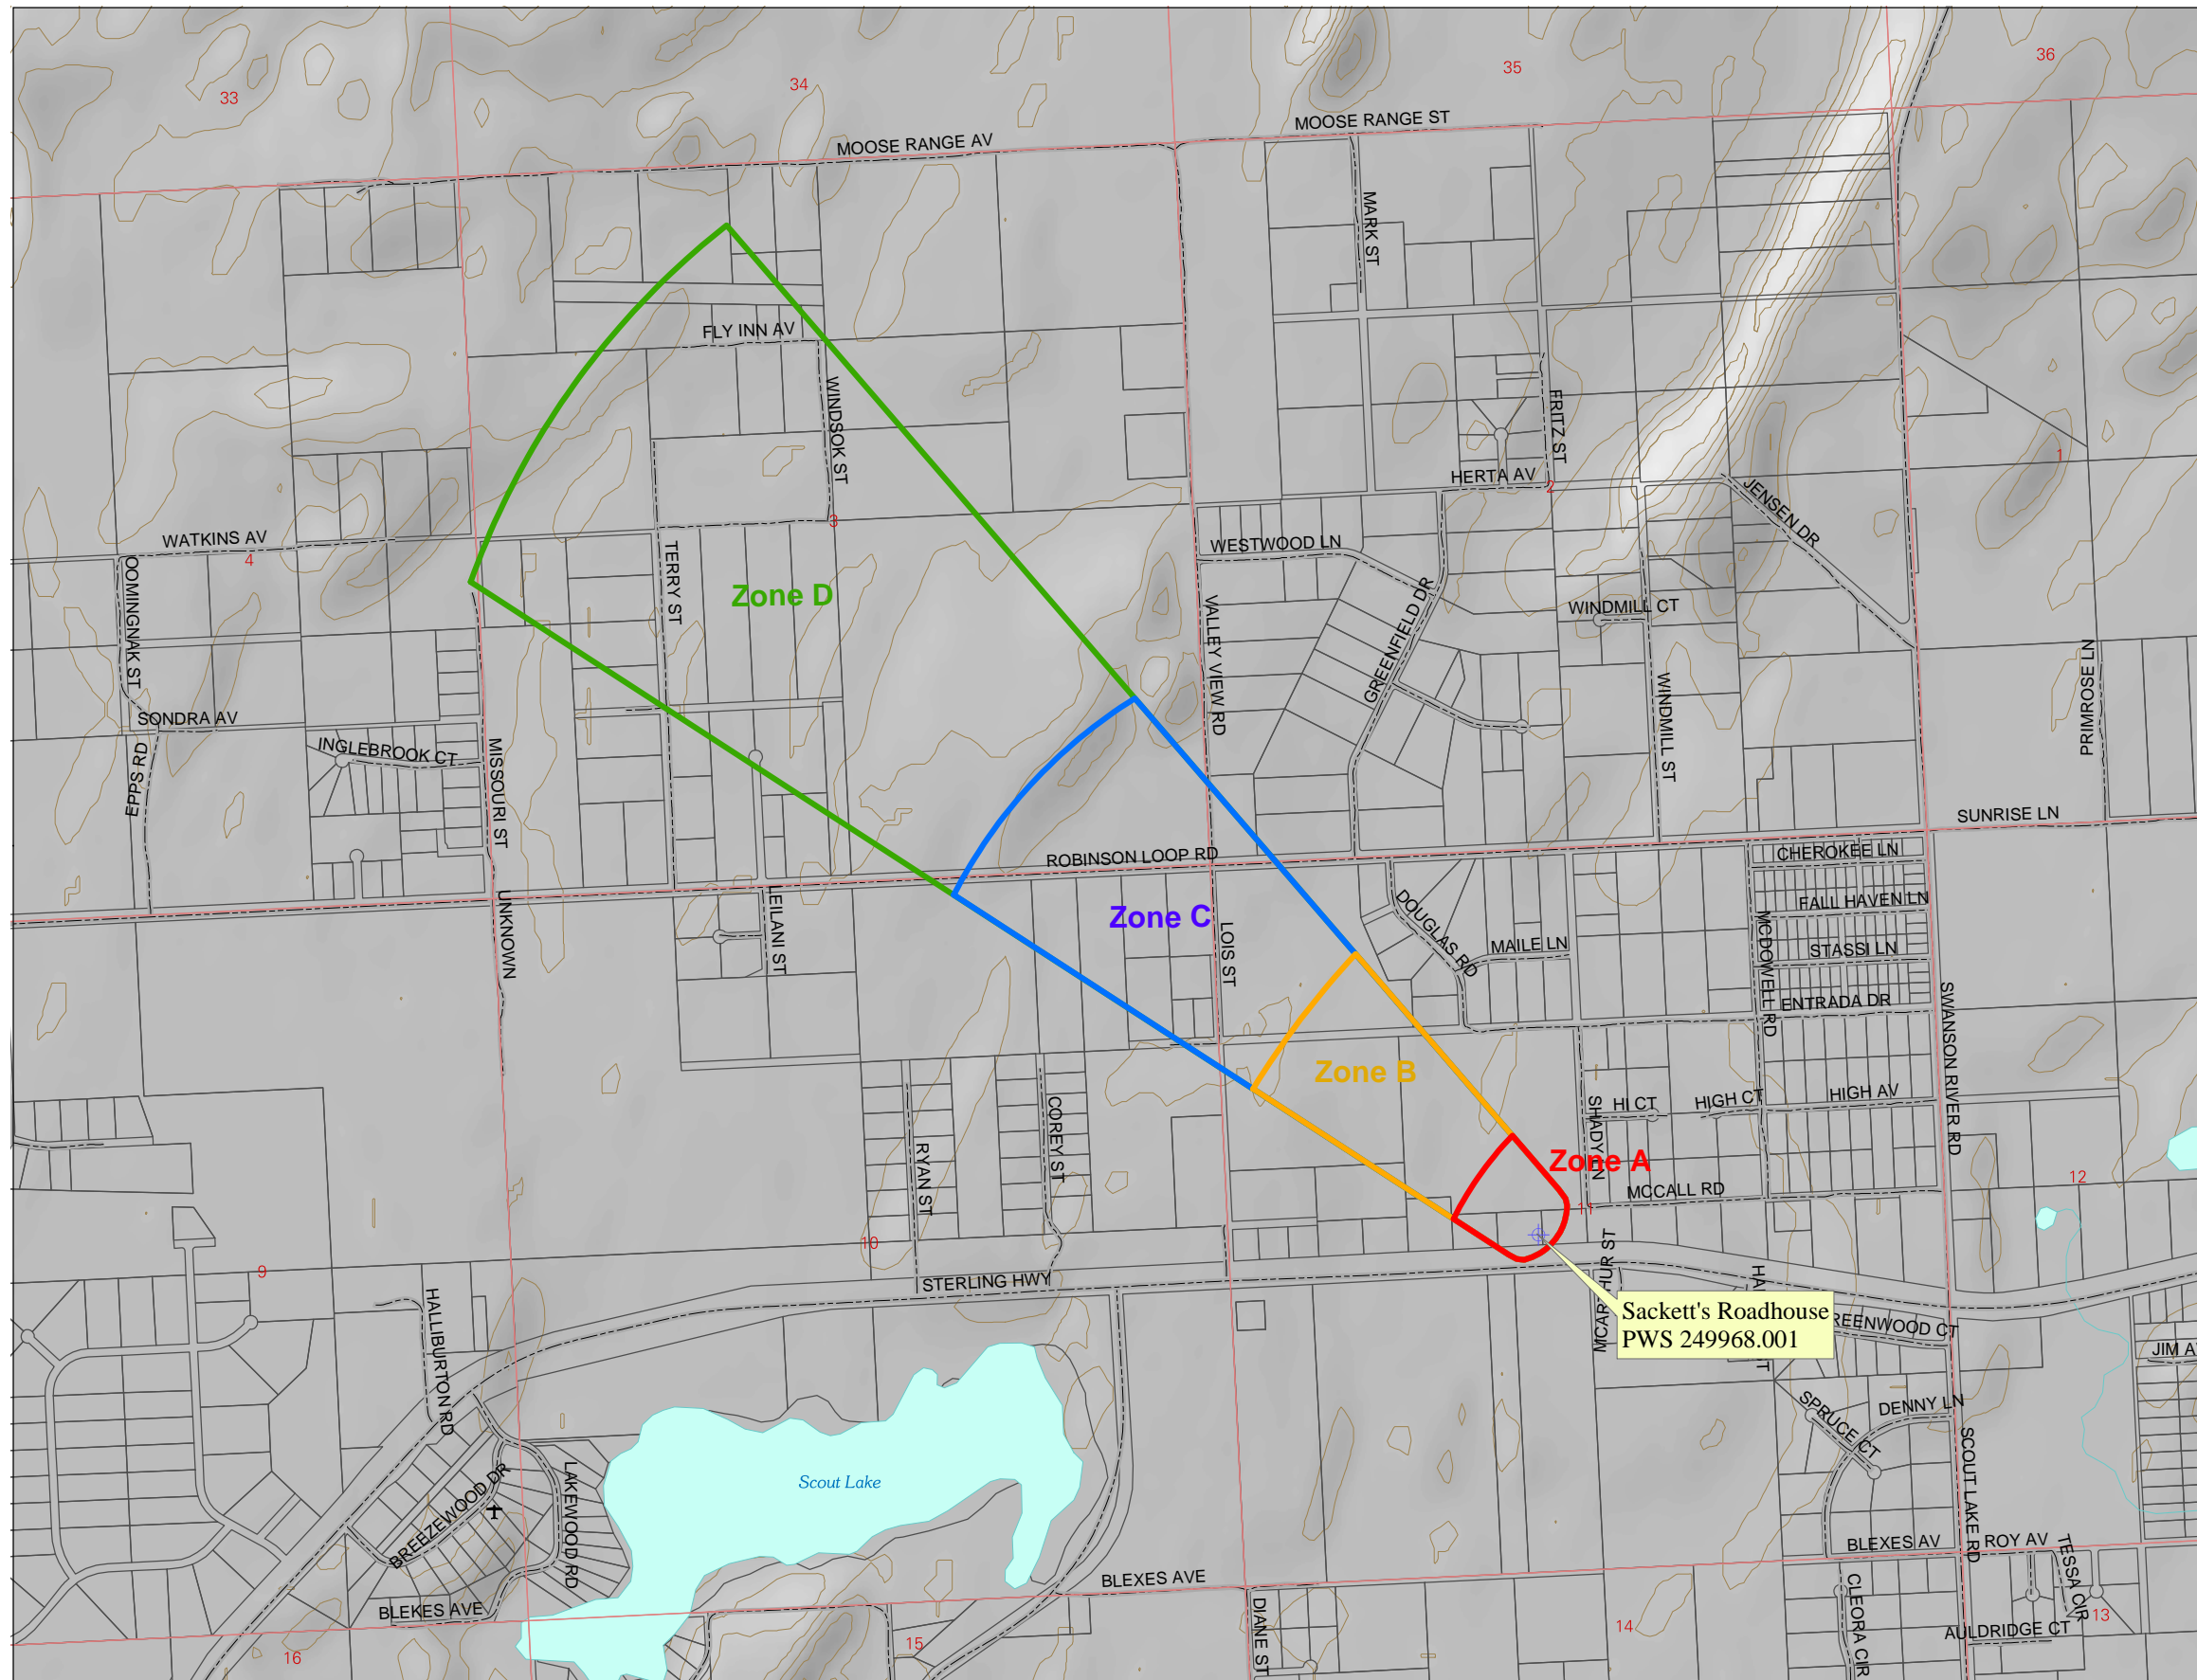 36
35
34
33
MOOSE RANGE ST
MOOSE RANGE AV
MARK ST
FLY INN AV
WINDSOK ST
FRITZ ST
HERTA AV
2
1
JENSEN DR
3
WATKINS AV
4
WESTWOOD LN
OOMINGNAK ST
TERRY ST
Zone D
VALLEY VIEW RD
GREENFIELD DR
WINDMILL CT
WINDMILL ST
PRIMROSE LN
SONDRA AV
INGLEBROOK CT
EPPS RD
MISSOURI ST
SUNRISE LN
ROBINSON LOOP RD
CHEROKEE LN
UNKNOWN
LEILANI ST
Zone C
LOIS ST
DOUGLAS RD
MAILE LN
FALL HAVEN LN
MCDOWELL RD
STASSI LN
ENTRADA DR
SWANSON RIVER RD
Zone B
COREY ST
RYAN ST
SHADY LN
HI CT
HIGH CT
HIGH AV
Zone A
MCCALL RD
12
11
10
9
STERLING HWY
HALLIBURTON RD
Sackett's Roadhouse
PWS 249968.001
JIM
DENNY LN
SPRUCE CT
SCOUT LAKE RD
Scout Lake
BREEZEWOOD DR
LAKEWOOD RD
BLEXES AV
ROY AV
TESSA CIR
BLEXES AVE
BLEKES AVE
DIANE ST
CLEORA CIR
AULDRIDGE CT
13
14
15
16